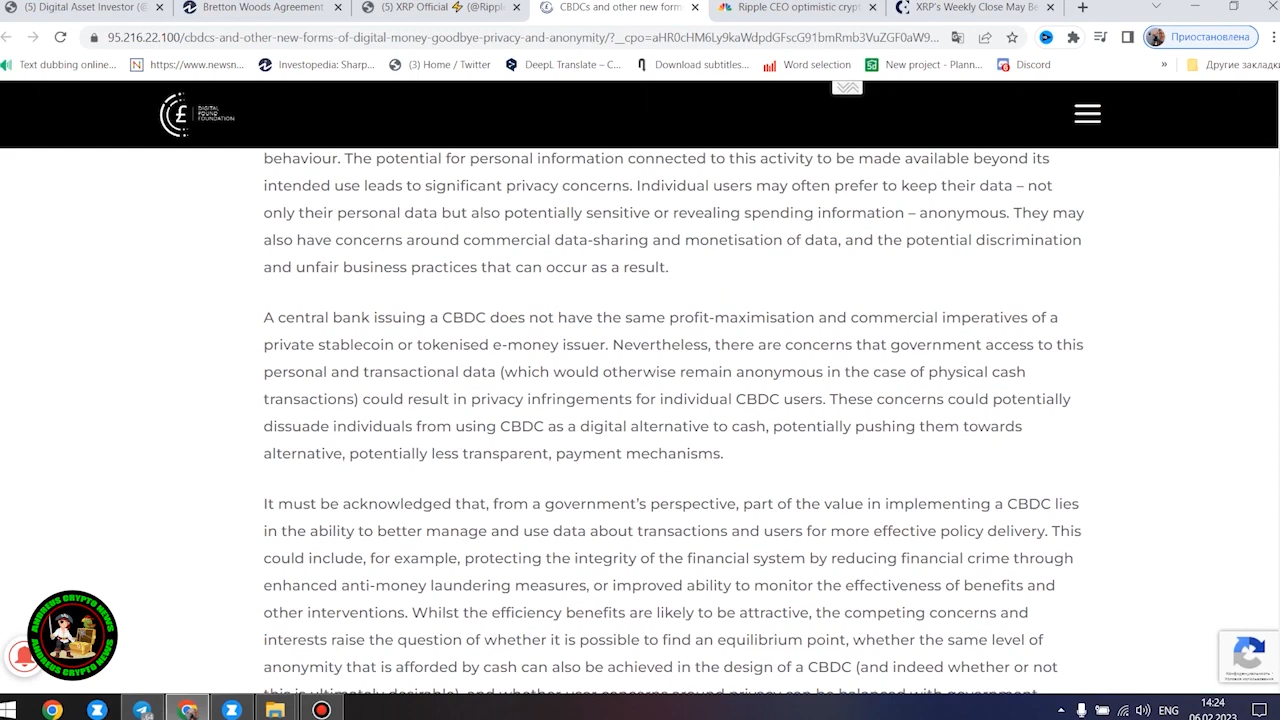 (5) Digital Asset Investor (@
Bretton Woods Agreement
(5) XRP Official ⚡ (@Rippl
CBDCs and other new form
Ripple CEO optimistic crypt
XRP's Weekly Close May Be
95.216.22.100/cbdcs-and-other-new-forms-of-digital-money-goodbye-privacy-and-anonymity/?__cpo=aHR0cHM6Ly9kaWdpdGFscG91bmRmb3VuZGF0aW9...
Приостановлена
Text dubbing online...
https://www.newsn...
Investopedia: Sharp...
(3) Home / Twitter
DeepL Translate – C...
Download subtitles...
Word selection
New project - Plann...
Discord
»
Другие закладки
DIGITAL
POUND
FOUNDATION
behaviour. The potential for personal information connected to this activity to be made available beyond its
intended use leads to significant privacy concerns. Individual users may often prefer to keep their data – not
only their personal data but also potentially sensitive or revealing spending information – anonymous. They may
also have concerns around commercial data-sharing and monetisation of data, and the potential discrimination
and unfair business practices that can occur as a result.
A central bank issuing a CBDC does not have the same profit-maximisation and commercial imperatives of a
private stablecoin or tokenised e-money issuer. Nevertheless, there are concerns that government access to this
personal and transactional data (which would otherwise remain anonymous in the case of physical cash
transactions) could result in privacy infringements for individual CBDC users. These concerns could potentially
dissuade individuals from using CBDC as a digital alternative to cash, potentially pushing them towards
alternative, potentially less transparent, payment mechanisms.
It must be acknowledged that, from a government's perspective, part of the value in implementing a CBDC lies
in the ability to better manage and use data about transactions and users for more effective policy delivery. This
could include, for example, protecting the integrity of the financial system by reducing financial crime through
enhanced anti-money laundering measures, or improved ability to monitor the effectiveness of benefits and
other interventions. Whilst the efficiency benefits are likely to be attractive, the competing concerns and
interests raise the question of whether it is possible to find an equilibrium point, whether the same level of
anonymity that is afforded by cash can also be achieved in the design of a CBDC (and indeed whether or not
ANDREUS CRYPTO NEWS
ANDREUS CRYPTO NEWS
Конфиденциальность -
Условия использования
ENG
14:24
06.02.2023